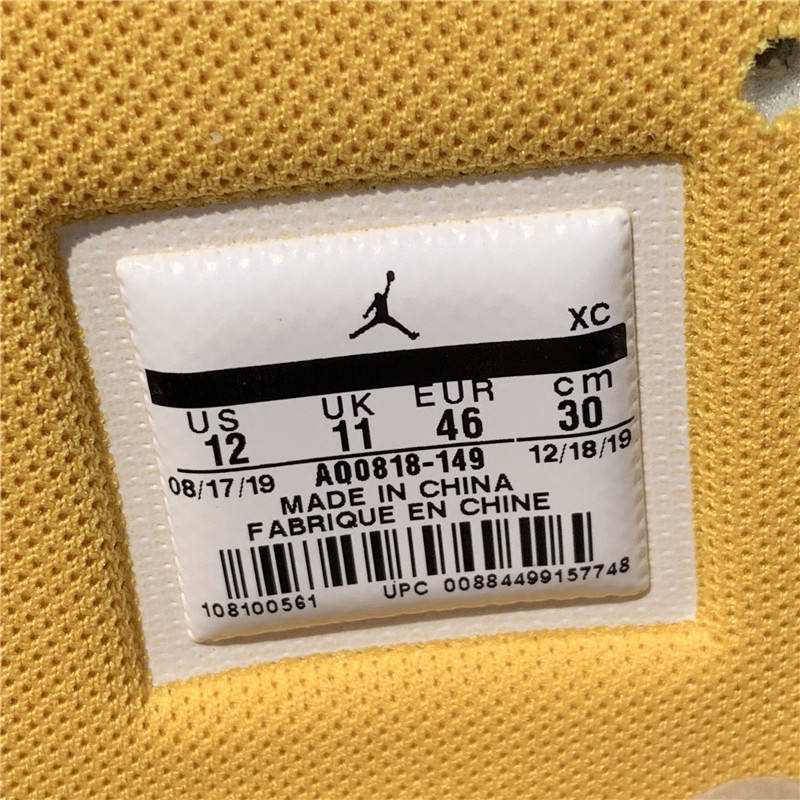 XC
US UK EUR cm
12 11 46 30
08/17/19 AQ0818-149 12/18/19
MADE IN CHINA
FABRIQUE EN CHINE
108100561 UPC 00884499157748